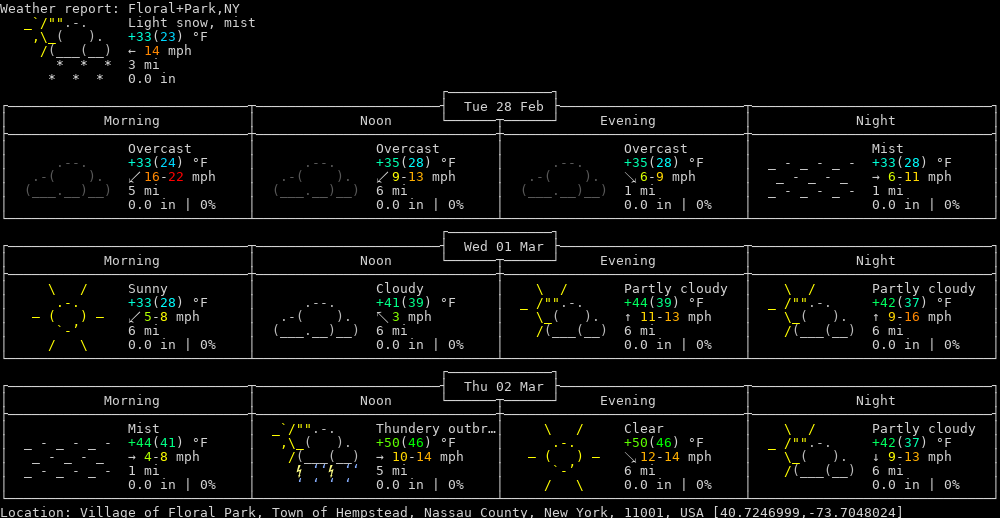 Weather report: Floral+Park,NY
Light snow, mist
+33(23) °F
← 14 mph
3 mi
0.0 in
Tue 28 Feb
Morning Noon Evening Night
Overcast Overcast Overcast Mist
+33(24) °F +35(28) °F +35(28) °F +33(28) °F
↙ 16-22 mph ↙ 9-13 mph ↘ 6-9 mph → 6-11 mph
5 mi 6 mi 1 mi 1 mi
0.0 in | 0% 0.0 in | 0% 0.0 in | 0% 0.0 in | 0%
Wed 01 Mar
Morning Noon Evening Night
Sunny Cloudy Partly cloudy Partly cloudy
+33(28) °F +41(39) °F +44(39) °F +42(37) °F
↙ 5-8 mph ↖ 3 mph ↑ 11-13 mph ↑ 9-16 mph
6 mi 6 mi 6 mi 6 mi
0.0 in | 0% 0.0 in | 0% 0.0 in | 0% 0.0 in | 0%
Thu 02 Mar
Morning Noon Evening Night
Mist Thundery outbr… Clear Partly cloudy
+44(41) °F +50(46) °F +50(46) °F +42(37) °F
→ 4-8 mph → 10-14 mph ↘ 12-14 mph ↓ 9-13 mph
1 mi 5 mi 6 mi 6 mi
0.0 in | 0% 0.0 in | 0% 0.0 in | 0% 0.0 in | 0%
Location: Village of Floral Park, Town of Hempstead, Nassau County, New York, 11001, USA [40.7246999,-73.7048024]